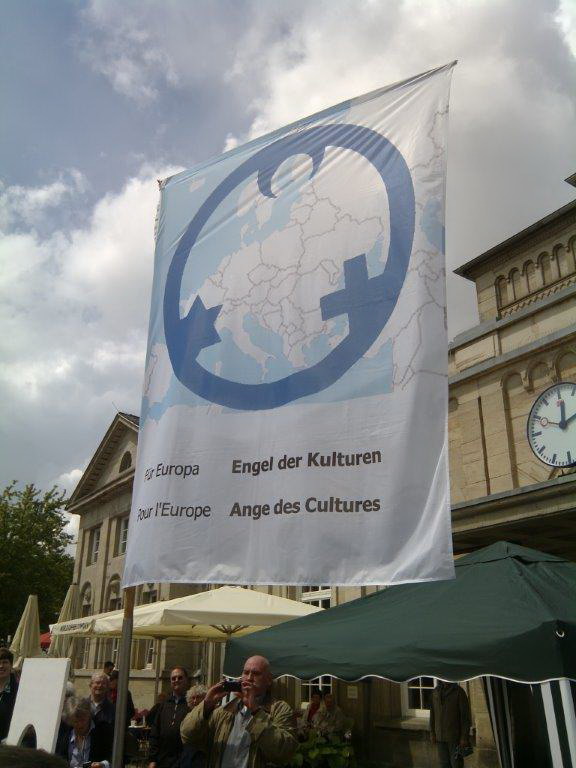 Für Europa Engel der Kulturen
Pour l'Europe Ange des Cultures